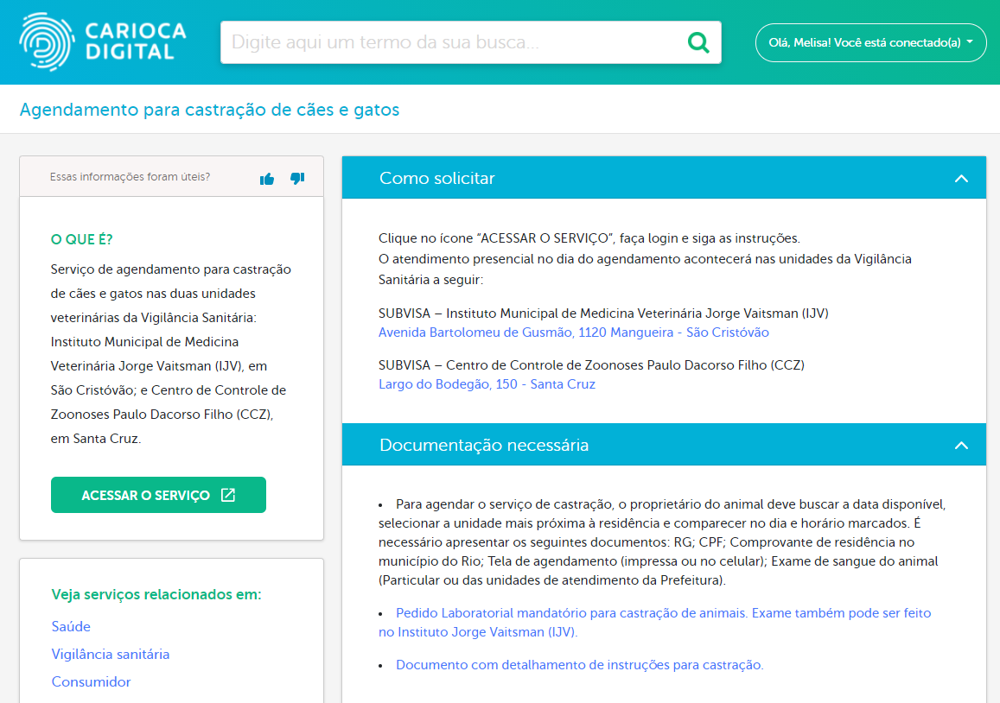 CARIOCA
DIGITAL
Digite aqui um termo da sua busca...
Olá, Melisa! Você está conectado(a)
Agendamento para castração de cães e gatos
Essas informações foram úteis?
O QUE É?
Serviço de agendamento para castração
de cães e gatos nas duas unidades
veterinárias da Vigilância Sanitária:
Instituto Municipal de Medicina
Veterinária Jorge Vaitsman (IJV), em
São Cristóvão; e Centro de Controle de
Zoonoses Paulo Dacorso Filho (CCZ),
em Santa Cruz.
ACESSAR O SERVIÇO
Veja serviços relacionados em:
Saúde
Vigilância sanitária
Consumidor
Como solicitar
Clique no ícone “ACESSAR O SERVIÇO”, faça login e siga as instruções.
O atendimento presencial no dia do agendamento acontecerá nas unidades da Vigilância
Sanitária a seguir:
SUBVISA – Instituto Municipal de Medicina Veterinária Jorge Vaitsman (IJV)
Avenida Bartolomeu de Gusmão, 1120 Mangueira - São Cristóvão
SUBVISA – Centro de Controle de Zoonoses Paulo Dacorso Filho (CCZ)
Largo do Bodegão, 150 - Santa Cruz
Documentação necessária
• Para agendar o serviço de castração, o proprietário do animal deve buscar a data disponível,
selecionar a unidade mais próxima à residência e comparecer no dia e horário marcados. É
necessário apresentar os seguintes documentos: RG; CPF; Comprovante de residência no
município do Rio; Tela de agendamento (impressa ou no celular); Exame de sangue do animal
(Particular ou das unidades de atendimento da Prefeitura).
• Pedido Laboratorial mandatório para castração de animais. Exame também pode ser feito
no Instituto Jorge Vaitsman (IJV).
• Documento com detalhamento de instruções para castração.